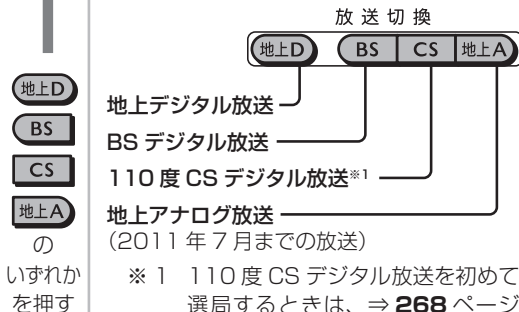 地上D
BS
CS
地上A
の
いずれか
を押す
放送切換
地上D BS CS 地上A
地上デジタル放送
BS デジタル放送
110 度 CS デジタル放送※1
地上アナログ放送
(2011 年 7 月までの放送)
※ 1 110 度 CS デジタル放送を初めて
選局するときは、⇒ 268 ページ